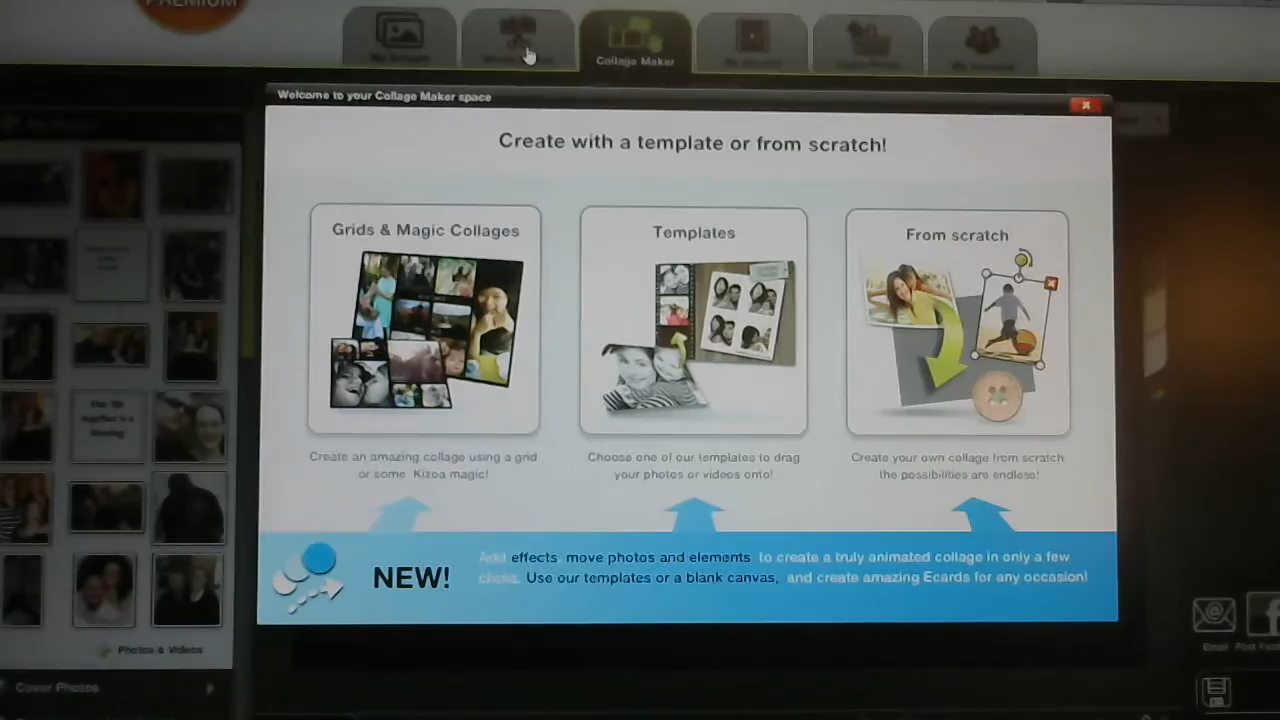 PREMIUM
Collage Maker
Welcome to your Collage Maker space
Create with a template or from scratch!
Grids & Magic Collages
Templates
From scratch
Create an amazing collage using a grid
or some Kizoa magic!
Choose one of our templates to drag
your photos or videos onto!
Create your own collage from scratch:
the possibilities are endless!
NEW!
Add effects move photos and elements to create a truly animated collage in only a few
clicks. Use our templates or a blank canvas, and create amazing Ecards for any occasion!
Photos & Videos
Cover Photos
Email